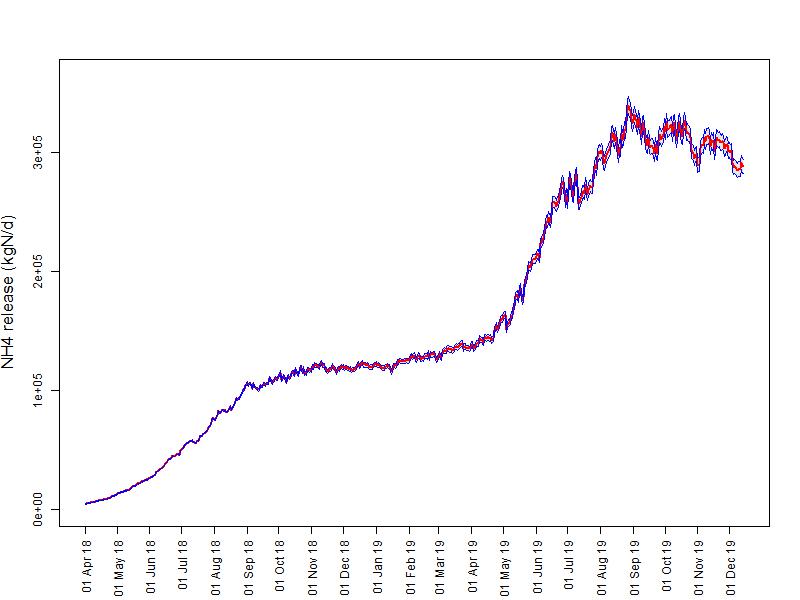 NH4 release (kgN/d)
3e+05
2e+05
1e+05
0e+00
01 Apr 18
01 May 18
01 Jun 18
01 Jul 18
01 Aug 18
01 Sep 18
01 Oct 18
01 Nov 18
01 Dec 18
01 Jan 19
01 Feb 19
01 Mar 19
01 Apr 19
01 May 19
01 Jun 19
01 Jul 19
01 Aug 19
01 Sep 19
01 Oct 19
01 Nov 19
01 Dec 19